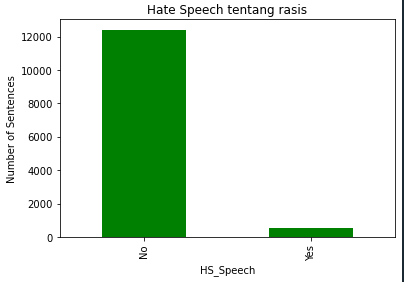 Hate Speech tentang rasis
Number of Sentences
12000
10000
8000
6000
4000
2000
0
No
Yes
HS_Speech